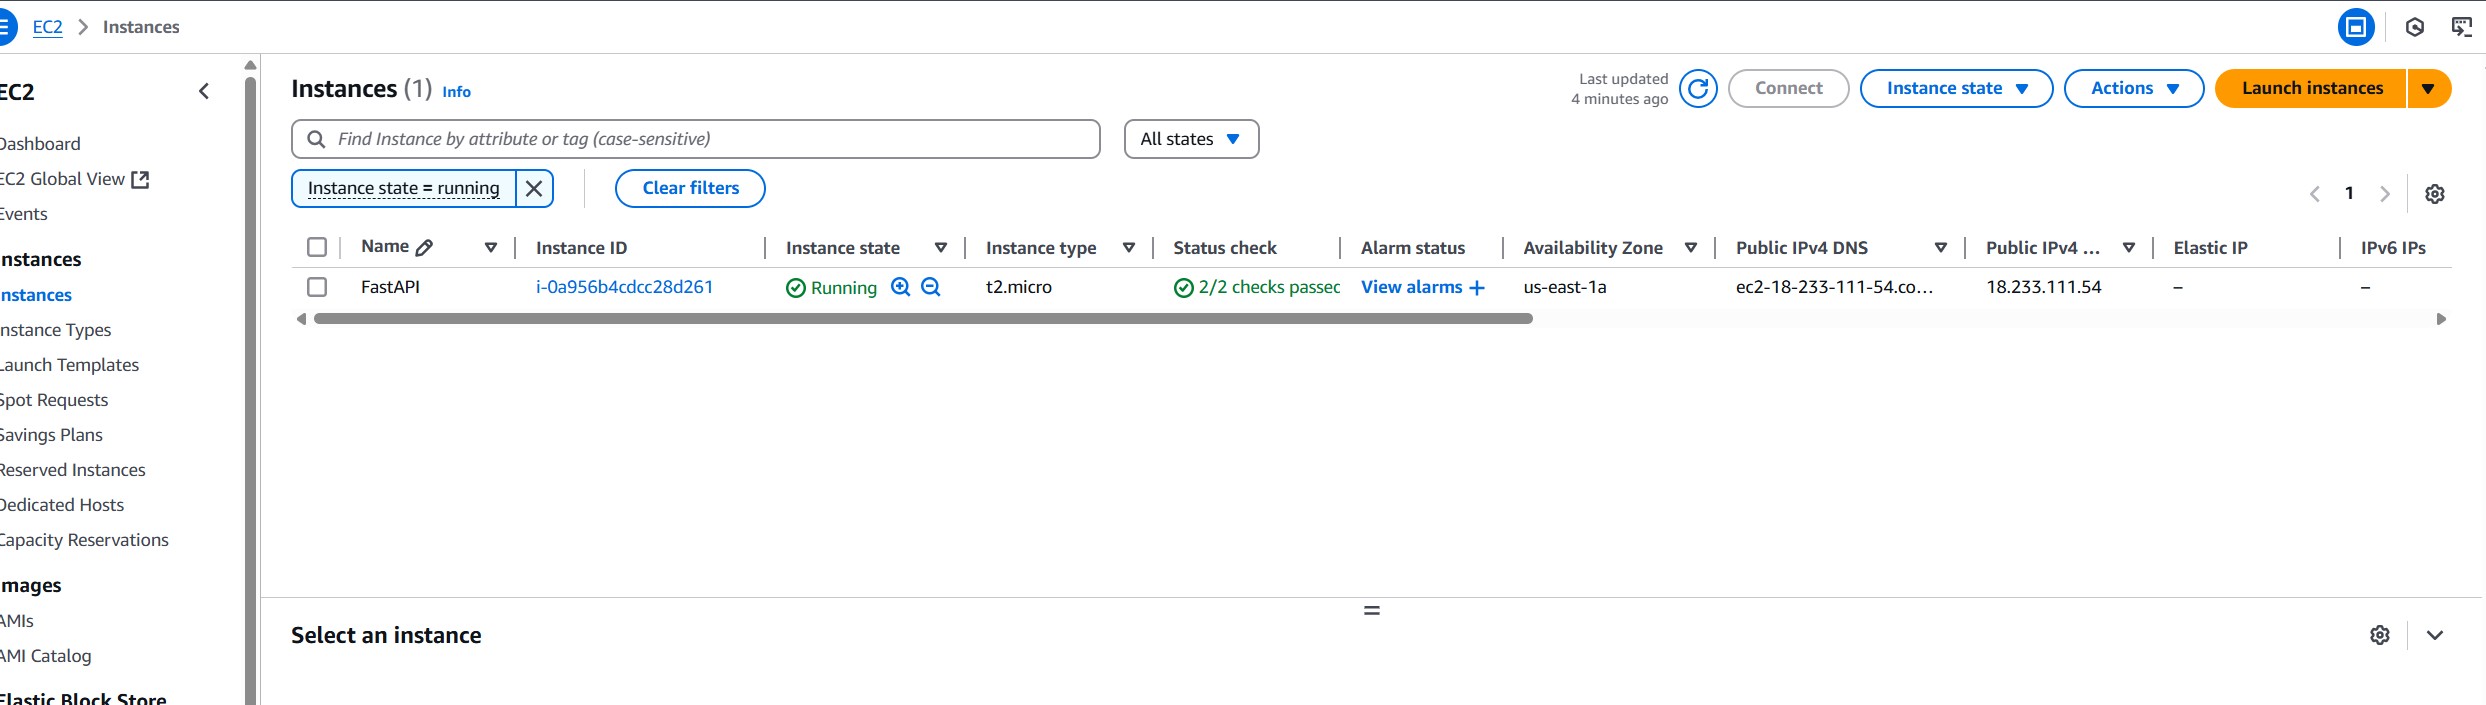 EC2 Instances
EC2
Dashboard
EC2 Global View
Events
Instances
Instances
Instance Types
Launch Templates
Spot Requests
Savings Plans
Reserved Instances
Dedicated Hosts
Capacity Reservations
Images
AMIs
AMI Catalog
Elastic Block Store
Instances (1) Info
Last updated
4 minutes ago
Connect Instance state Actions Launch instances
Find Instance by attribute or tag (case-sensitive) All states
Instance state = running Clear filters 1
Name Instance ID Instance state Instance type Status check Alarm status Availability Zone Public IPv4 DNS Public IPv4 ... Elastic IP IPv6 IPs
FastAPI i-0a956b4cdcc28d261 Running t2.micro 2/2 checks passed View alarms + us-east-1a ec2-18-233-111-54.co... 18.233.111.54 – –
Select an instance